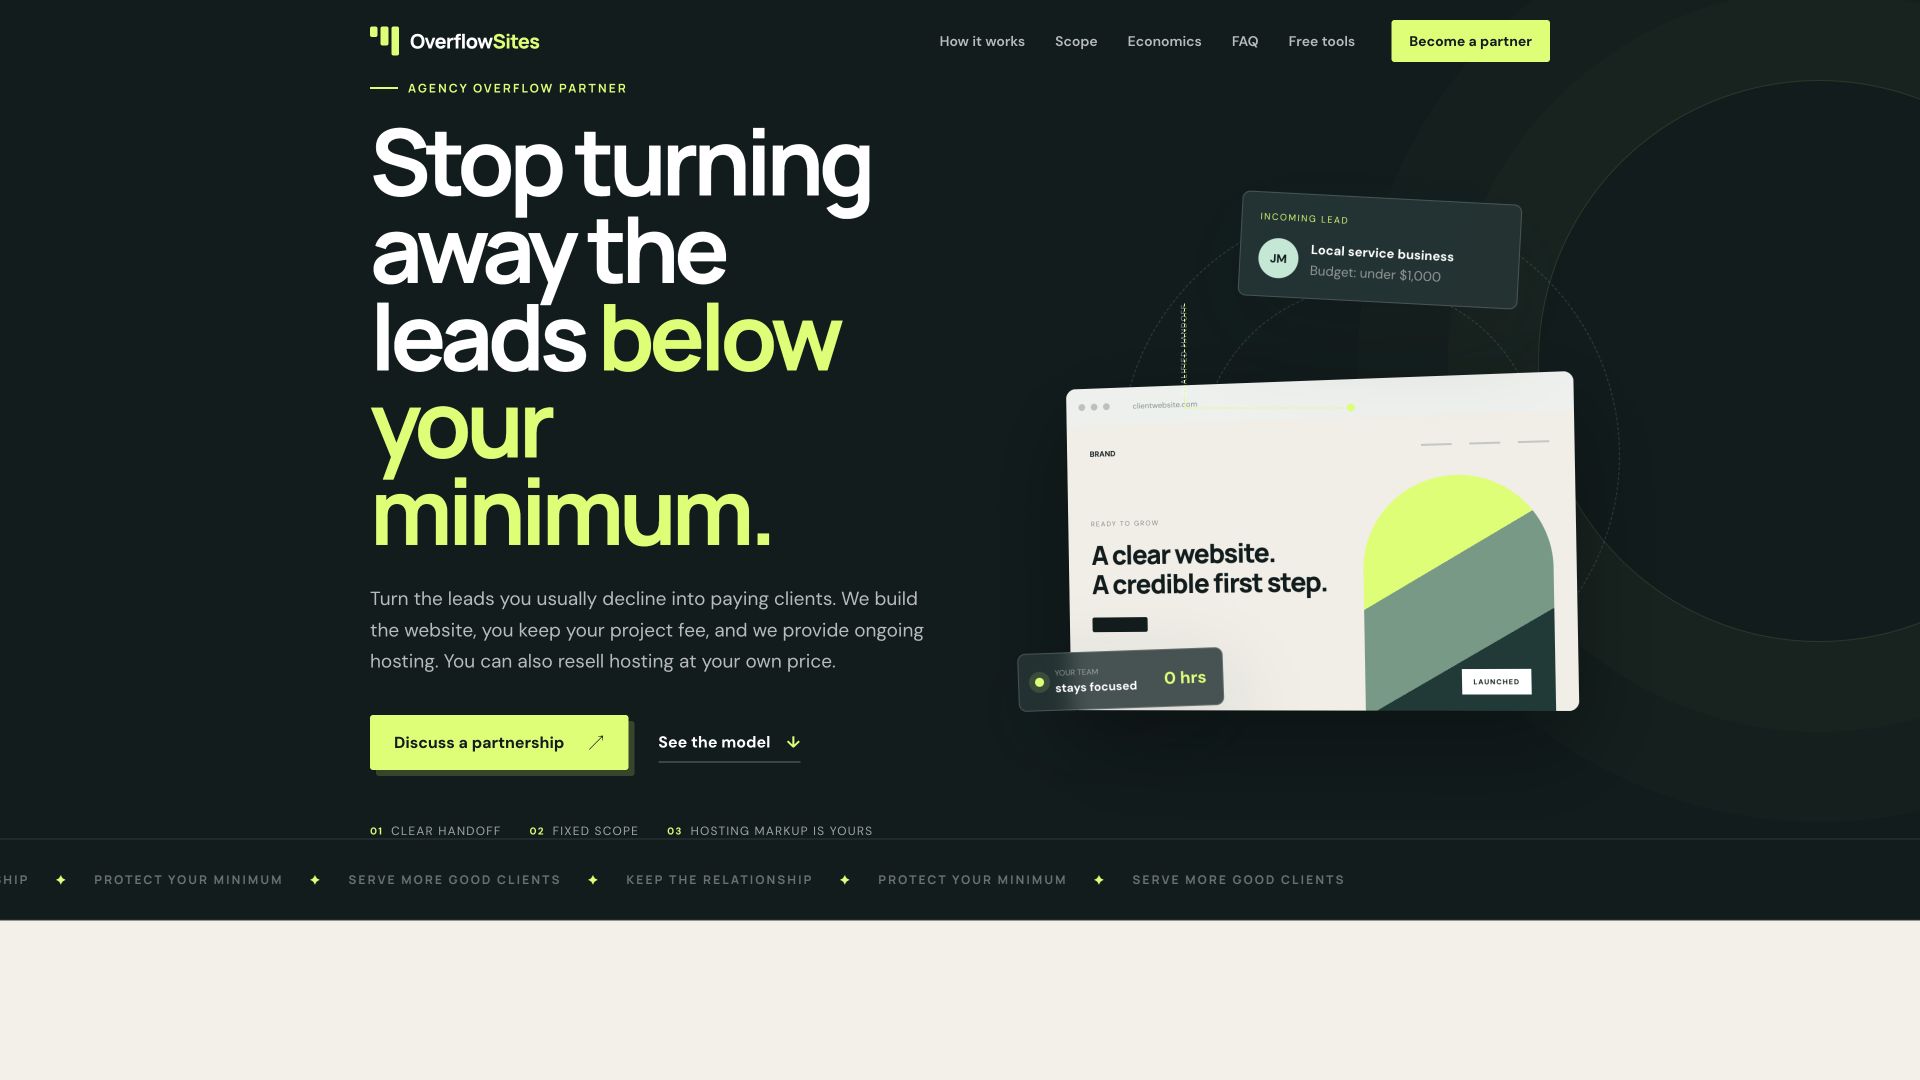 OverflowSites
How it works
Scope
Economics
FAQ
Free tools
Become a partner
AGENCY OVERFLOW PARTNER
Stop turning
away the
leads below
your
minimum.
Turn the leads you usually decline into paying clients. We build
the website, you keep your project fee, and we provide ongoing
hosting. You can also resell hosting at your own price.
Discuss a partnership
See the model
01 CLEAR HANDOFF
02 FIXED SCOPE
03 HOSTING MARKUP IS YOURS
INCOMING LEAD
JM
Local service business
Budget: under $1,000
clientwebsite.com
BRAND
READY TO GROW
A clear website.
A credible first step.
LAUNCHED
YOUR TEAM
stays focused
0 hrs
PROTECT YOUR MINIMUM
SERVE MORE GOOD CLIENTS
KEEP THE RELATIONSHIP
PROTECT YOUR MINIMUM
SERVE MORE GOOD CLIENTS